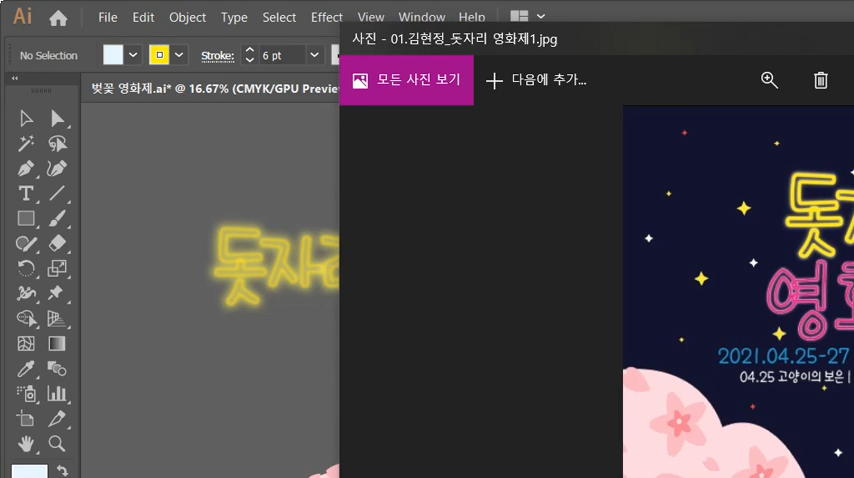 Ai File Edit Object Type Select Effect View Window Help
사진 - 01.김현정_돗자리 영화제1.jpg
No Selection Stroke: 6 pt
모든 사진 보기 다음에 추가...
벚꽃 영화제.ai* @ 16.67% (CMYK/GPU Preview
돗자리
돗
영화
2021.04.25-27
04.25 고양이의 보은 |